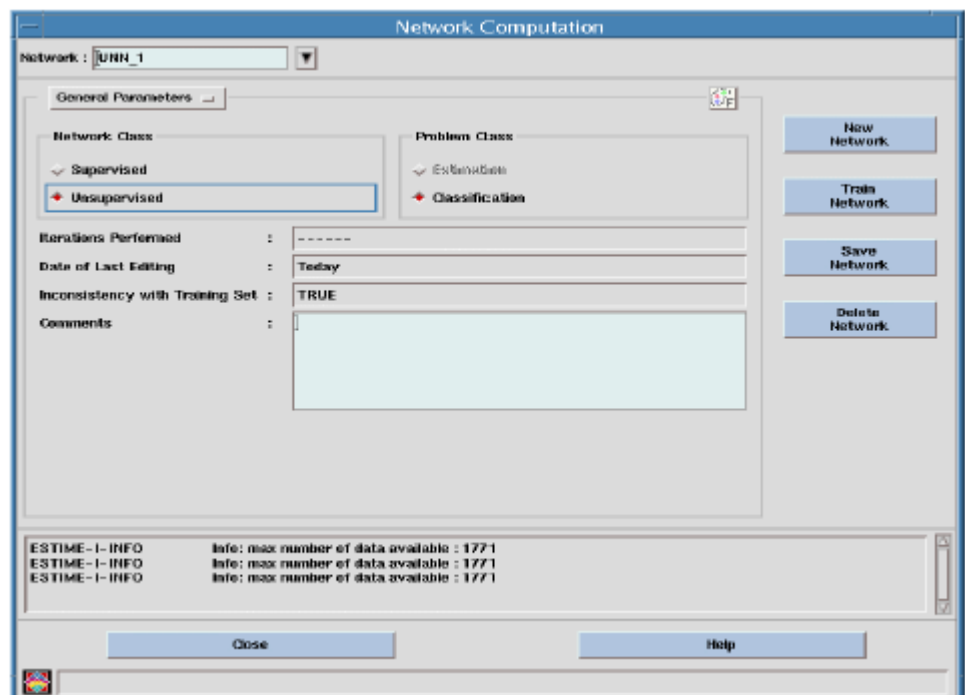 Network Computation
Network : UNN_1
General Parameters
Network Class
Problem Class
Supervised
Estimation
Unsupervised
Classification
Iterations Performed : ------
Date of Last Editing : Today
Inconsistency with Training Set : TRUE
Comments :
New Network
Train Network
Save Network
Delete Network
ESTIME-I-INFO Info: max number of data available : 1771
ESTIME-I-INFO Info: max number of data available : 1771
ESTIME-I-INFO Info: max number of data available : 1771
Close
Help